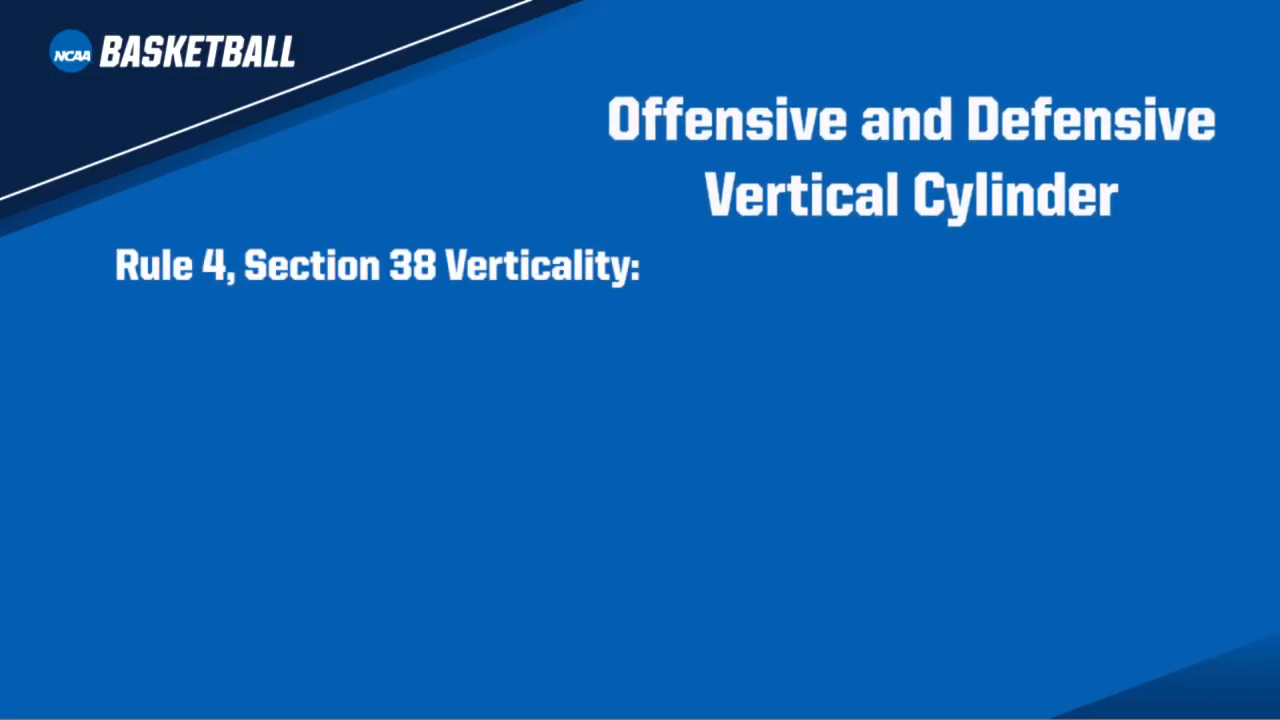 NCAA BASKETBALL
Offensive and Defensive
Vertical Cylinder
Rule 4, Section 38 Verticality: